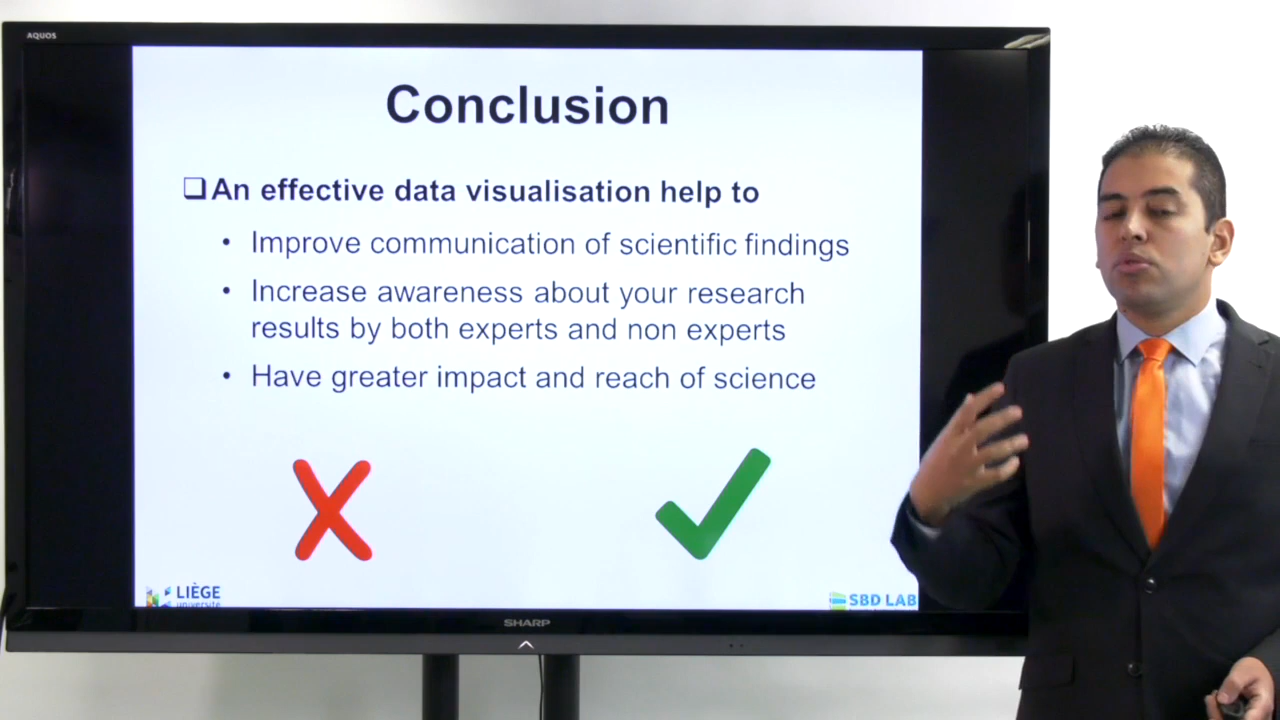 AQUOS
Conclusion
An effective data visualisation help to
• Improve communication of scientific findings
• Increase awareness about your research
results by both experts and non experts
• Have greater impact and reach of science
LIÈGE
université
SBD LAB
SHARP